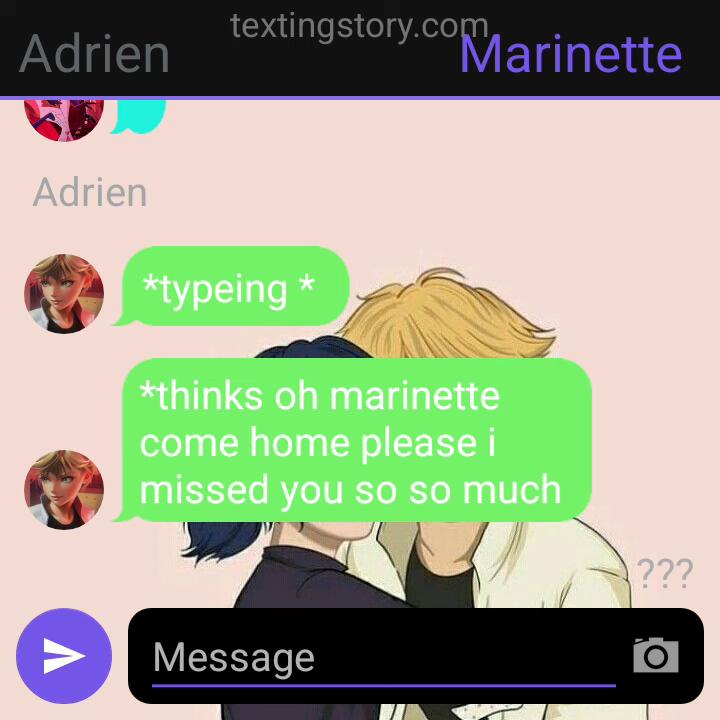 textingstory.com
Adrien
Marinette
Adrien
*typeing *
*thinks oh marinette
come home please i
missed you so so much
???
Message